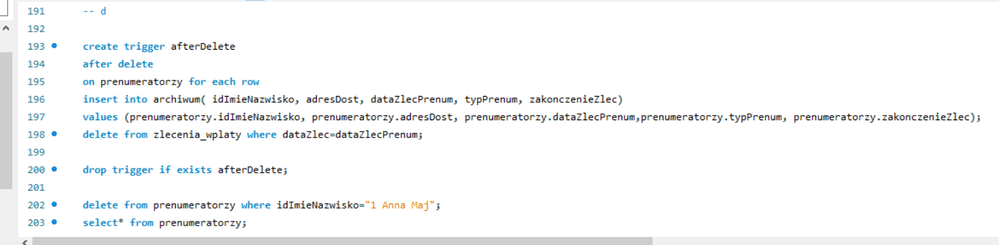 191 -- d
192
193 create trigger afterDelete
194 after delete
195 on prenumeratorzy for each row
196 insert into archiwum( idImieNazwisko, adresDost, dataZlecPrenum, typPrenum, zakonczenieZlec)
197 values (prenumeratorzy.idImieNazwisko, prenumeratorzy.adresDost, prenumeratorzy.dataZlecPrenum,prenumeratorzy.typPrenum, prenumeratorzy.zakonczenieZlec);
198 delete from zlecenia_wplaty where dataZlec=dataZlecPrenum;
199
200 drop trigger if exists afterDelete;
201
202 delete from prenumeratorzy where idImieNazwisko="1 Anna Maj";
203 select* from prenumeratorzy;